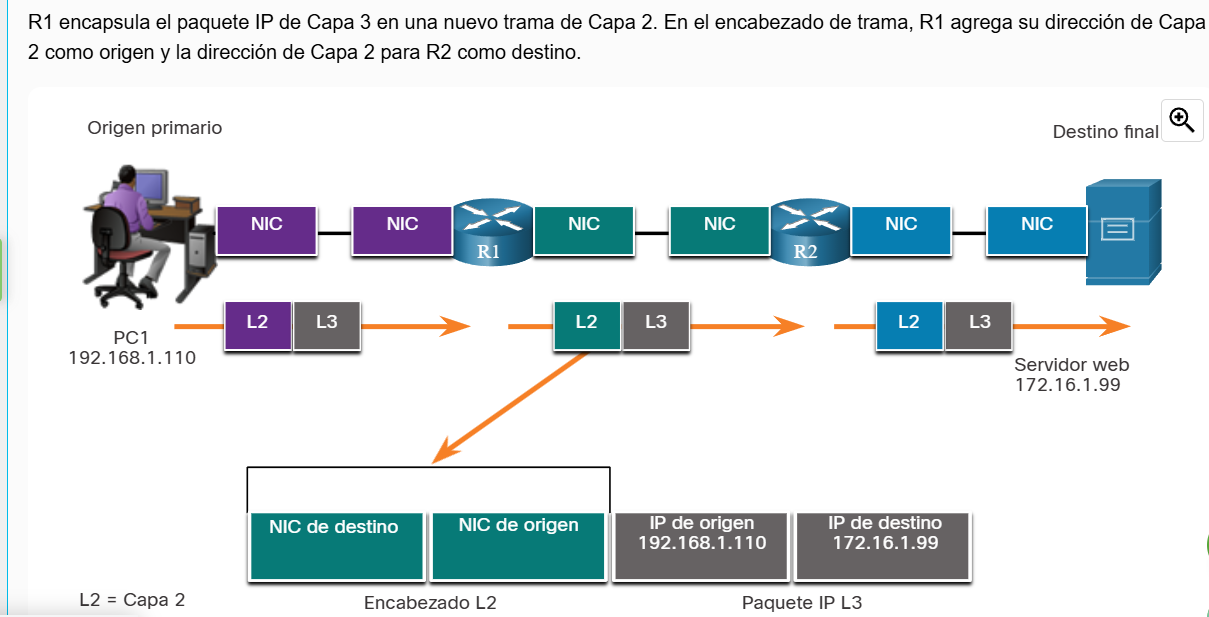 R1 encapsula el paquete IP de Capa 3 en una nuevo trama de Capa 2. En el encabezado de trama, R1 agrega su dirección de Capa
2 como origen y la dirección de Capa 2 para R2 como destino.
Origen primario
Destino final
NIC
NIC
R1
NIC
NIC
R2
NIC
NIC
L2
L3
L2
L3
L2
L3
PC1
192.168.1.110
Servidor web
172.16.1.99
NIC de destino
NIC de origen
IP de origen
192.168.1.110
IP de destino
172.16.1.99
L2 = Capa 2
Encabezado L2
Paquete IP L3